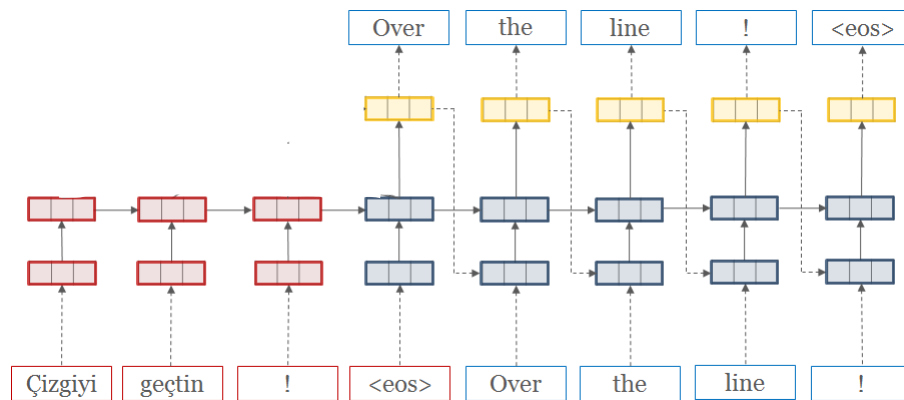 Over the line ! <eos>
Çizgiyi geçtin ! <eos> Over the line !